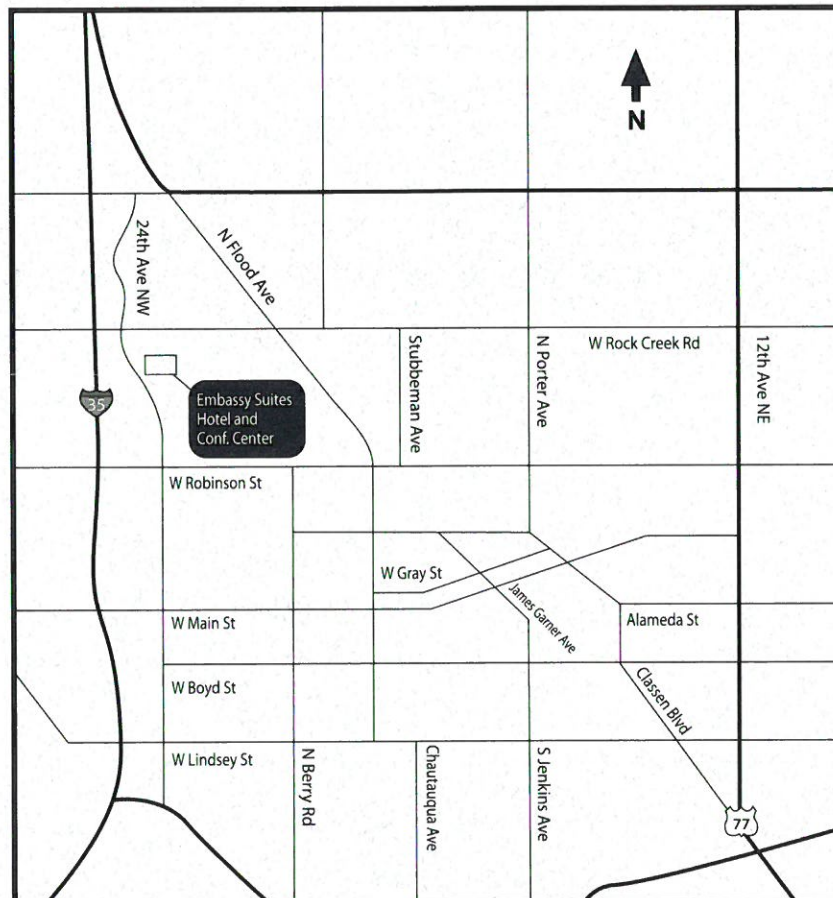 N
24th Ave NW
N Flood Ave
Stubbeman Ave
N Porter Ave
W Rock Creek Rd
12th Ave NE
35
Embassy Suites
Hotel and
Conf. Center
W Robinson St
W Gray St
James Garner Ave
W Main St
Alameda St
W Boyd St
Classen Blvd
W Lindsey St
N Berry Rd
Chautauqua Ave
S Jenkins Ave
77